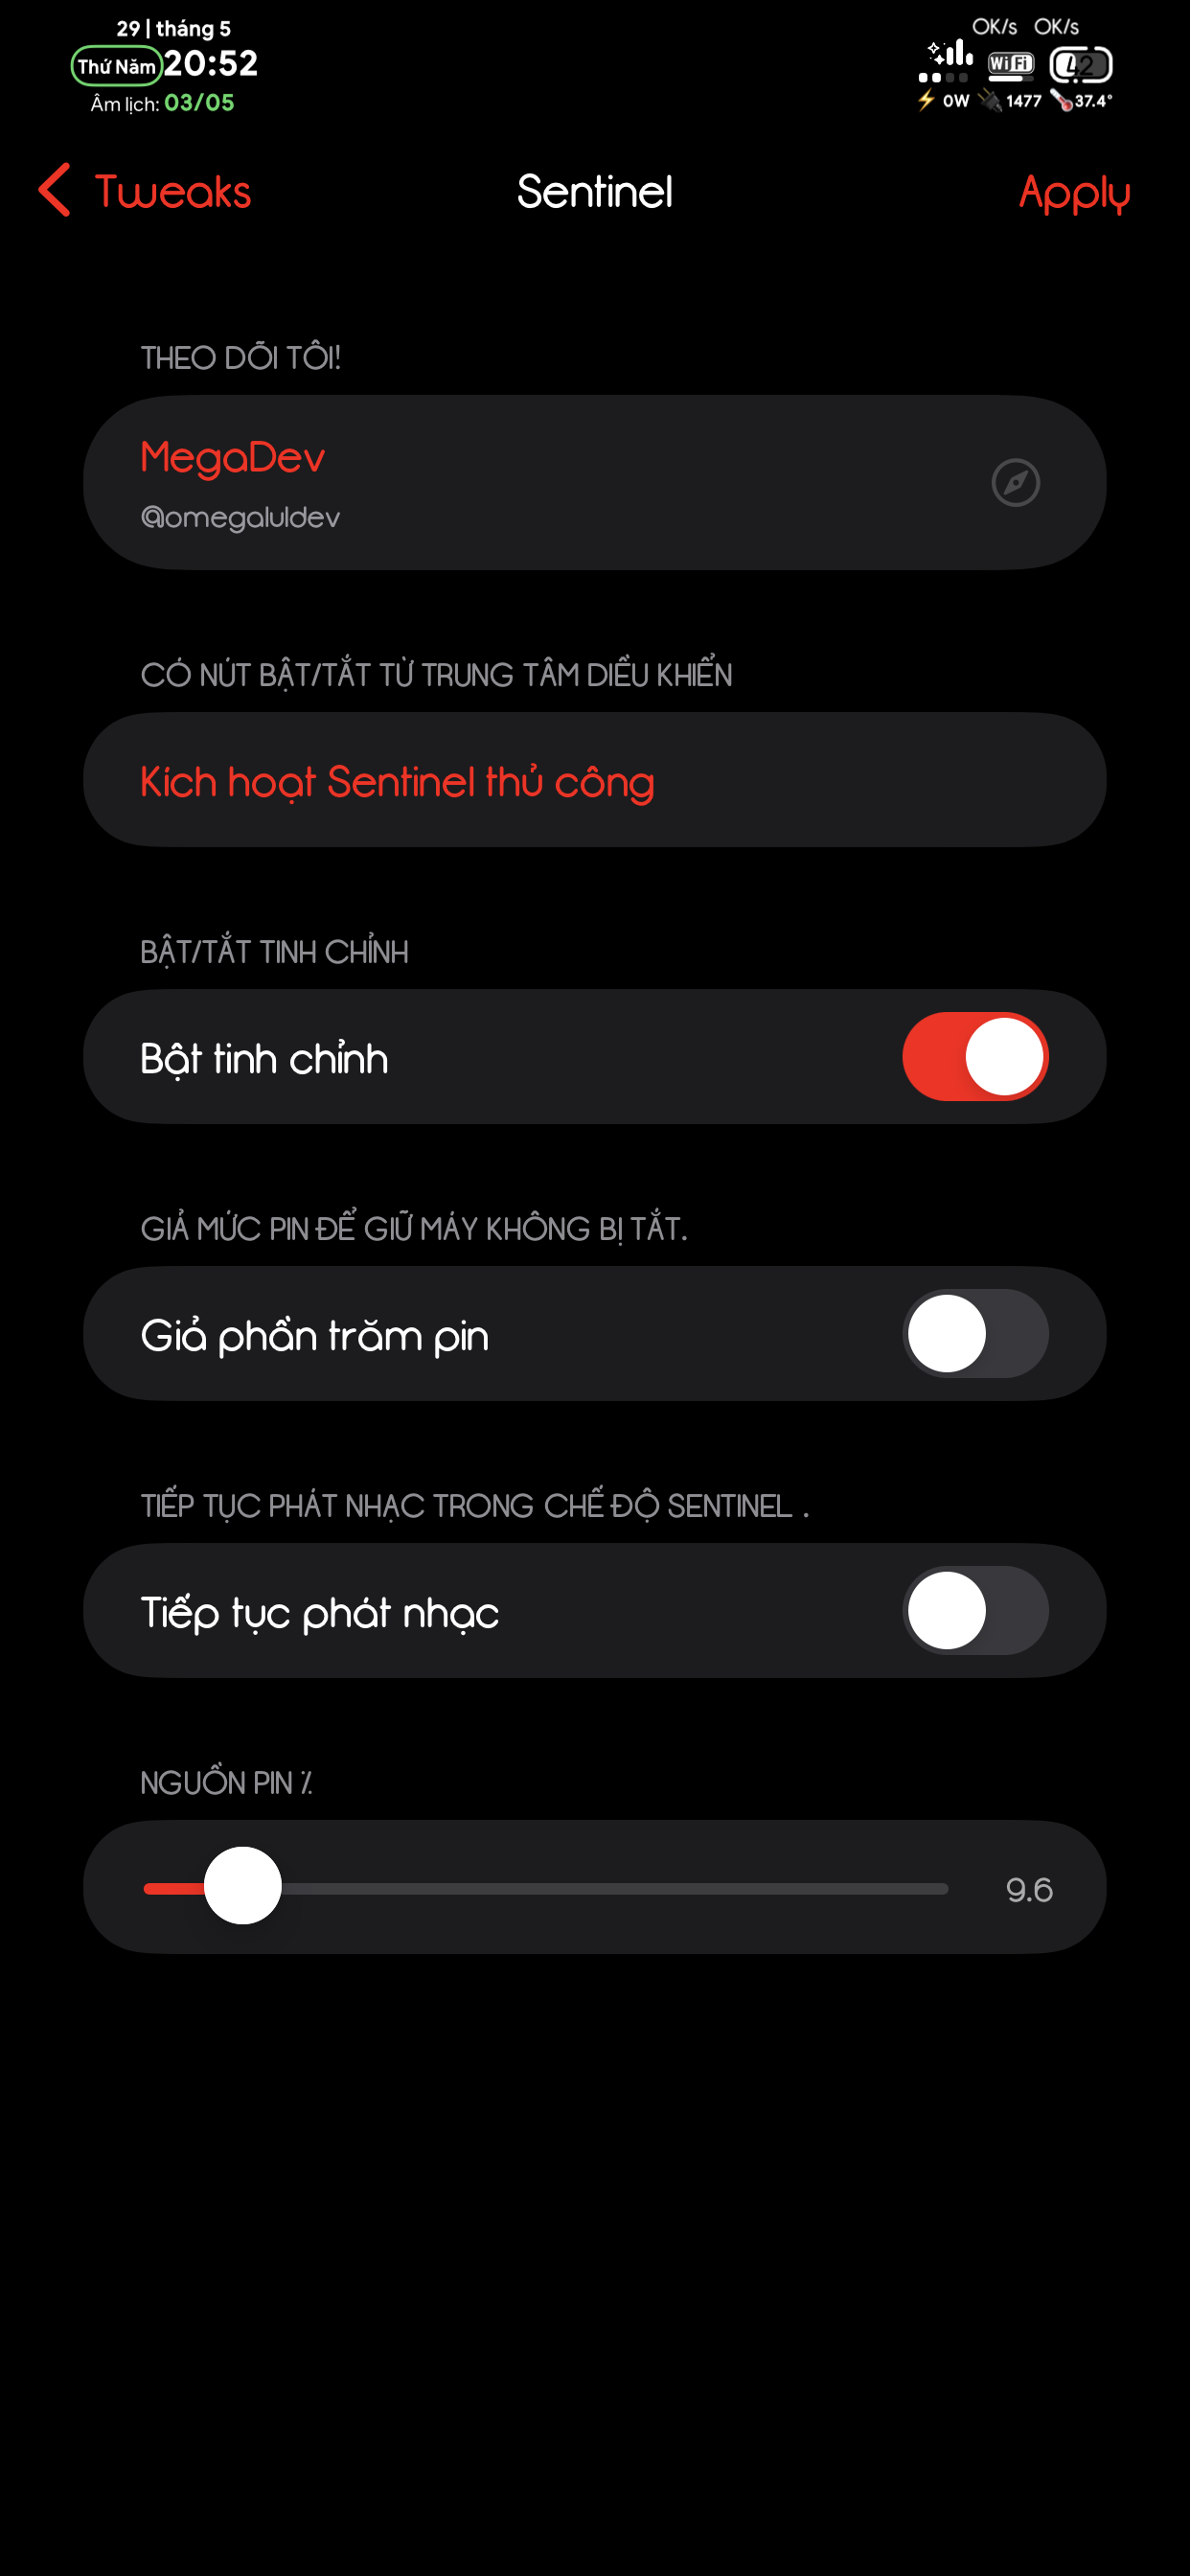 29 | tháng 5
Thứ Năm 20:52
Âm lịch: 03/05
0K/s 0K/s
WiFi 42
0W 1477 37.4°
Tweaks
Sentinel
Apply
THEO DÕI TÔI!
MegaDev
@omegaluldev
CÓ NÚT BẬT/TẮT TỪ TRUNG TÂM DIỀU KHIỂN
Kích hoạt Sentinel thủ công
BẬT/TẮT TINH CHỈNH
Bật tinh chỉnh
GIẢ MỨC PIN ĐỂ GIỮ MÁY KHÔNG BỊ TẮT.
Giả phần trăm pin
TIẾP TỤC PHÁT NHẠC TRONG CHẾ ĐỘ SENTINEL .
Tiếp tục phát nhạc
NGUỒN PIN %
9.6